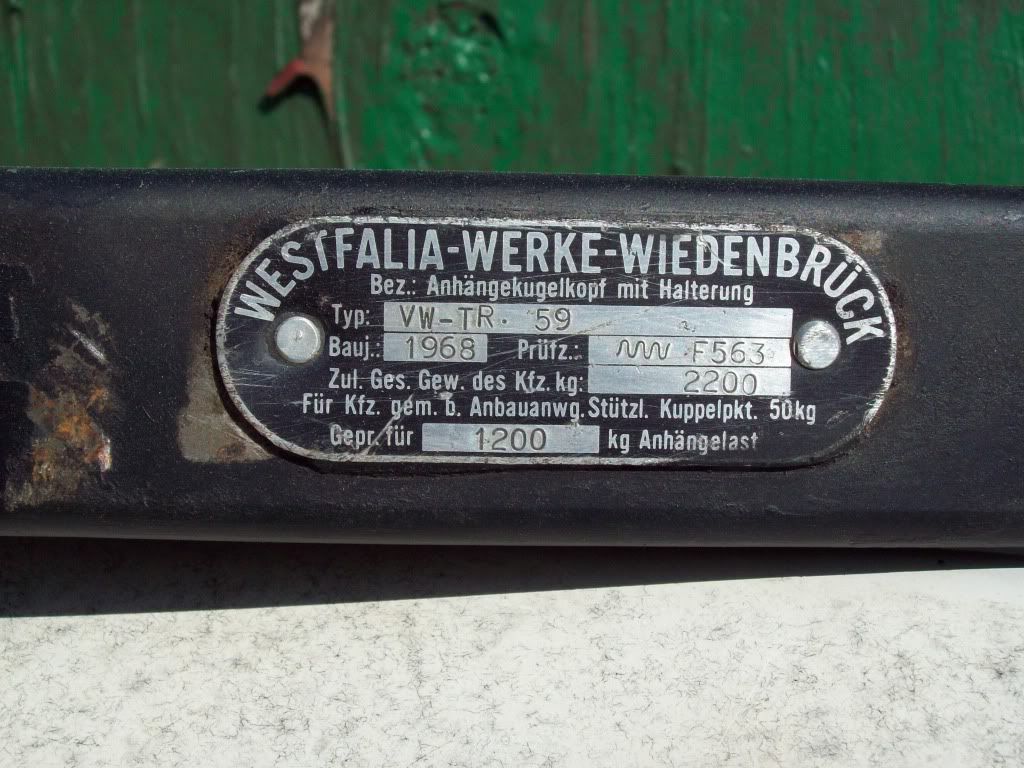 WESTFALIA-WERKE-WIEDENBRÜCK
Bez.: Anhängekugelkopf mit Halterung
Typ: VW-TR. 59
Bauj.: 1968 Prüfz.: F563
Zul. Ges. Gew. des Kfz. kg: 2200
Für Kfz. gem. b. Anbauanwg. Stützl. Kuppelpkt. 50kg
Gepr. für 1200 kg Anhängelast